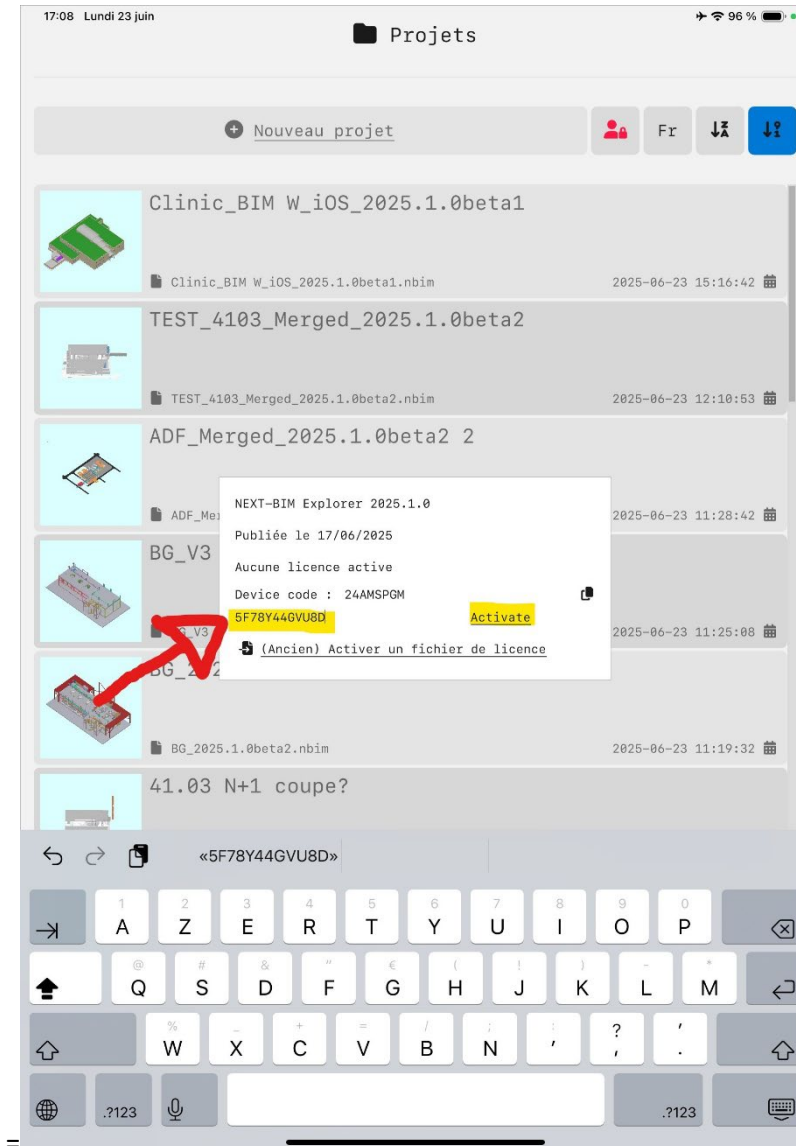 17:08 Lundi 23 juin
96 %
Projets
Nouveau projet
Fr
Clinic_BIM W_iOS_2025.1.0beta1
Clinic_BIM W_iOS_2025.1.0beta1.nbim 2025-06-23 15:16:42
TEST_4103_Merged_2025.1.0beta2
TEST_4103_Merged_2025.1.0beta2.nbim 2025-06-23 12:10:53
ADF_Merged_2025.1.0beta2 2
ADF_Mer 2025-06-23 11:28:42
NEXT-BIM Explorer 2025.1.0
Publiée le 17/06/2025
Aucune licence active
Device code : 24AMSPGM
5F78Y44GVU8D Activate
(Ancien) Activer un fichier de licence
BG_V3
_V3 2025-06-23 11:25:08
BG_2025.1.0beta2.nbim 2025-06-23 11:19:32
41.03 N+1 coupe?
«5F78Y44GVU8D»
1 2 3 4 5 6 7 8 9 0
A Z E R T Y U I O P
@ # & " € ( ! ) - *
Q S D F G H J K L M
% _ + = / ; : ? '
W X C V B N ' , .
.?123 .?123
=